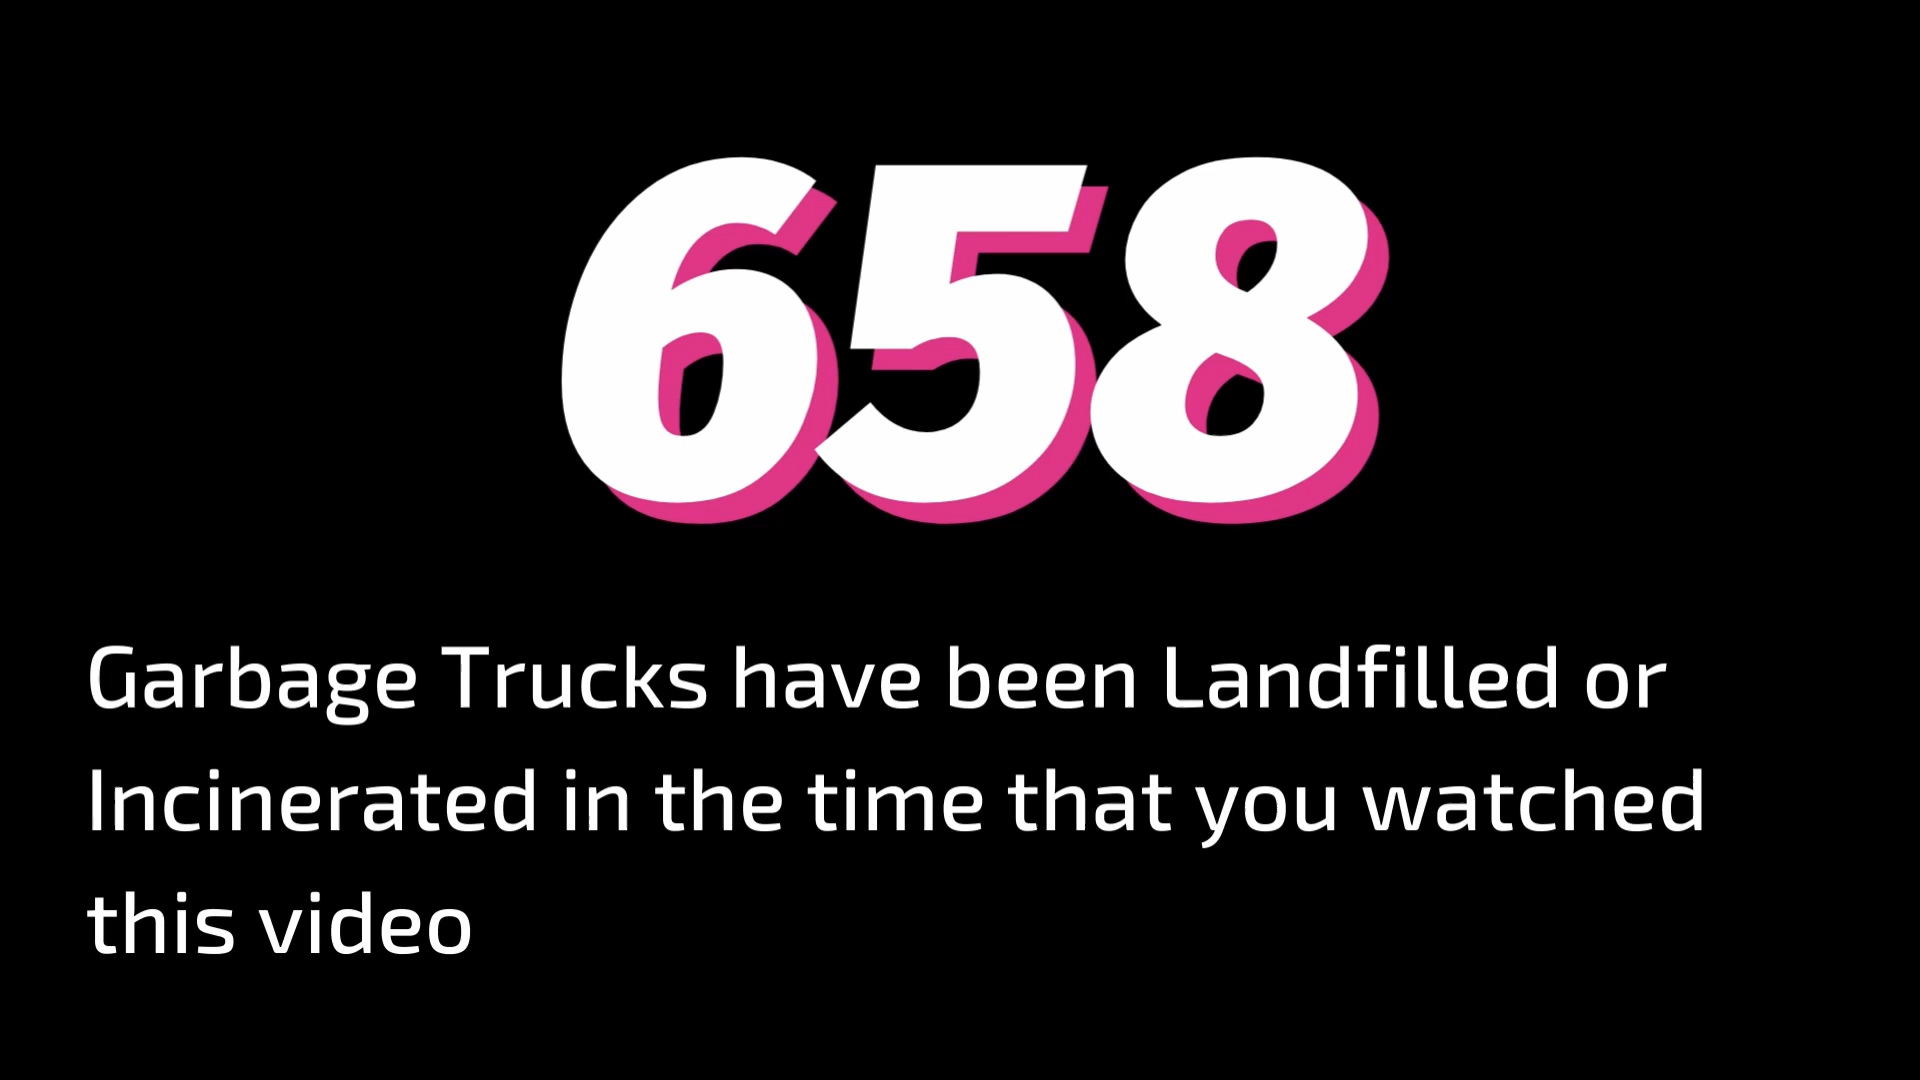 658
Garbage Trucks have been Landfilled or
Incinerated in the time that you watched
this video